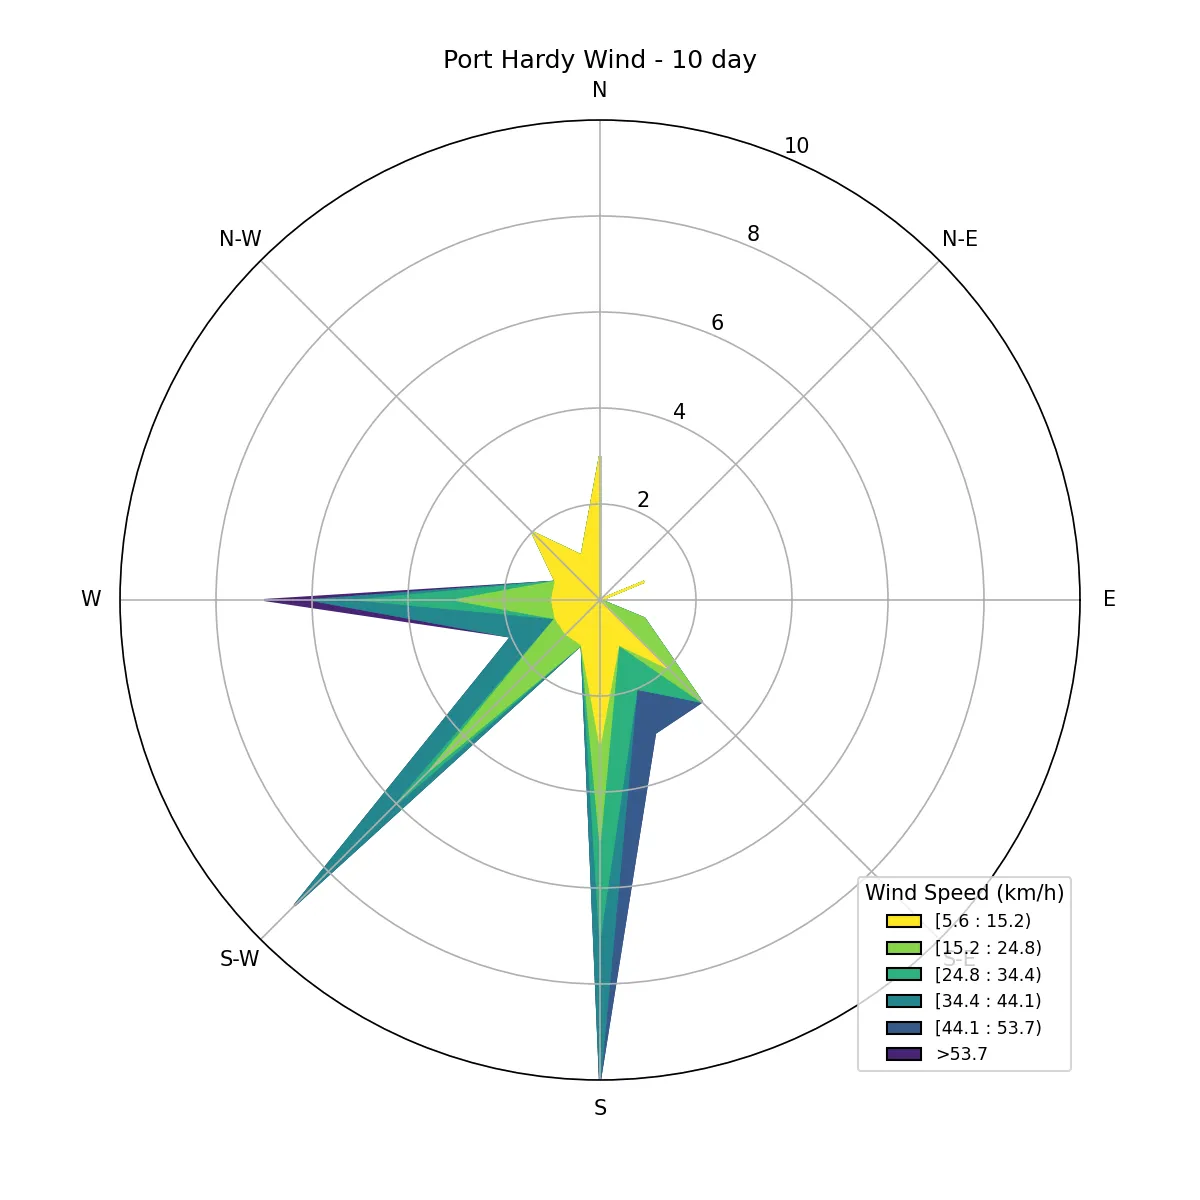 Port Hardy Wind - 10 day
N
10
N-W
N-E
8
6
4
2
W
E
Wind Speed (km/h)
[5.6 : 15.2)
[15.2 : 24.8)
S-W
S-E
[24.8 : 34.4)
[34.4 : 44.1)
[44.1 : 53.7)
>53.7
S